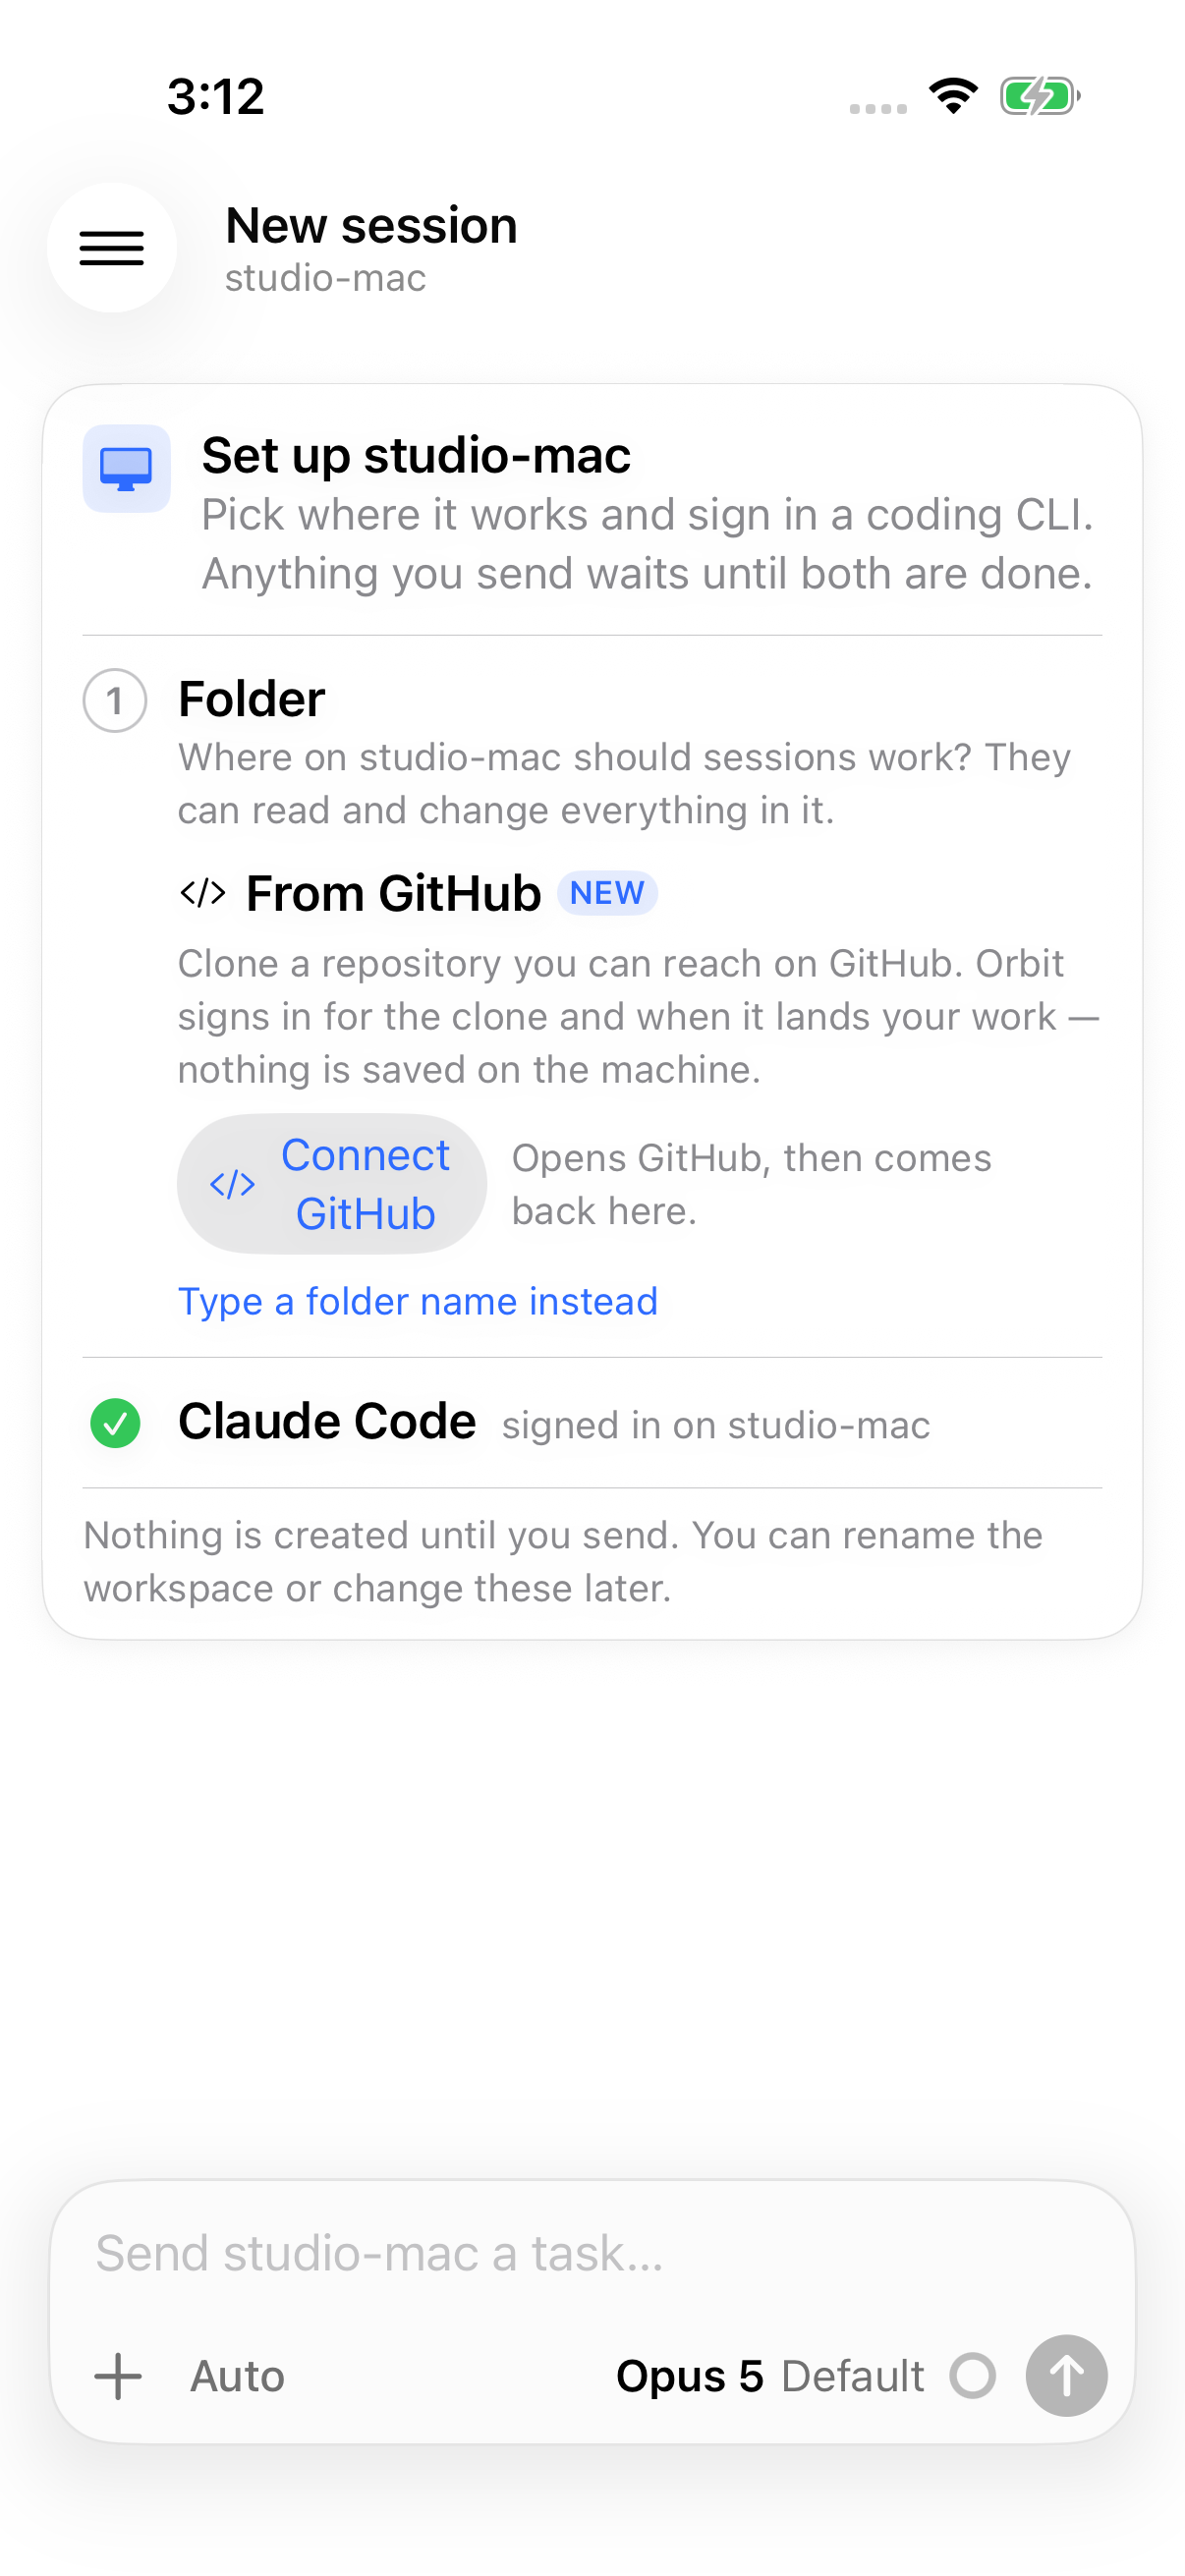 3:12
New session
studio-mac
Set up studio-mac
Pick where it works and sign in a coding CLI.
Anything you send waits until both are done.
1 Folder
Where on studio-mac should sessions work? They
can read and change everything in it.
</> From GitHub NEW
Clone a repository you can reach on GitHub. Orbit
signs in for the clone and when it lands your work —
nothing is saved on the machine.
</> Connect
GitHub
Opens GitHub, then comes
back here.
Type a folder name instead
Claude Code signed in on studio-mac
Nothing is created until you send. You can rename the
workspace or change these later.
Send studio-mac a task...
Auto Opus 5 Default